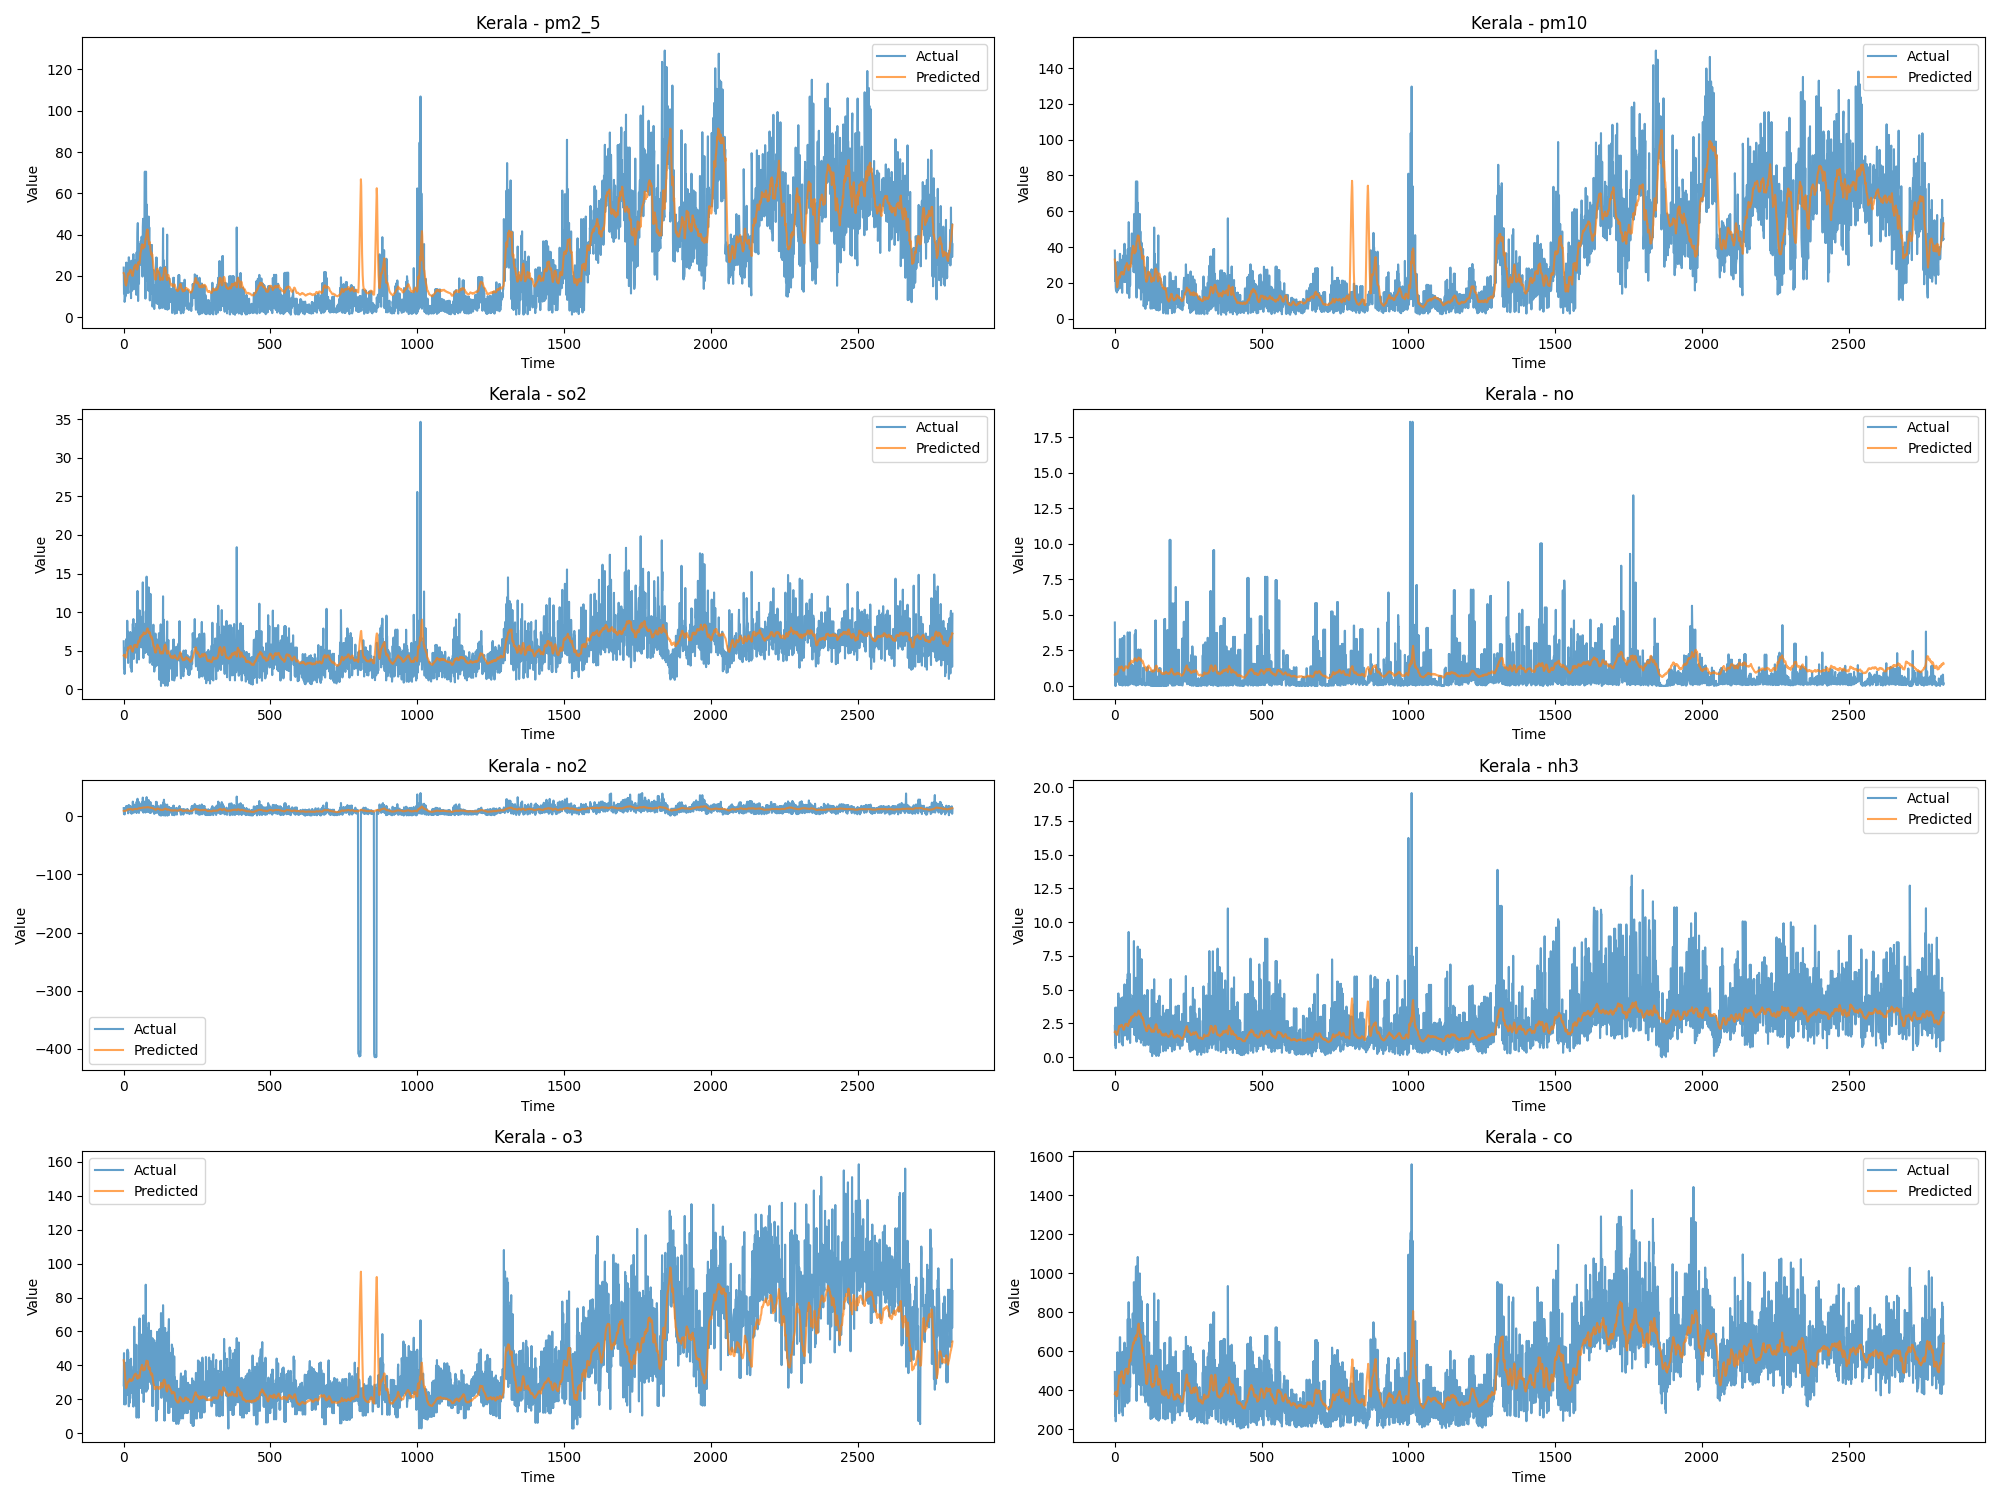 Kerala - pm2_5
Value
120
100
80
60
40
20
0
0 500 1000 1500 2000 2500
Time
Actual
Predicted
Kerala - pm10
Value
140
120
100
80
60
40
20
0
0 500 1000 1500 2000 2500
Time
Actual
Predicted
Kerala - so2
Value
35
30
25
20
15
10
5
0
0 500 1000 1500 2000 2500
Time
Actual
Predicted
Kerala - no
Value
17.5
15.0
12.5
10.0
7.5
5.0
2.5
0.0
0 500 1000 1500 2000 2500
Time
Actual
Predicted
Kerala - no2
Value
0
−100
−200
−300
−400
0 500 1000 1500 2000 2500
Time
Actual
Predicted
Kerala - nh3
Value
20.0
17.5
15.0
12.5
10.0
7.5
5.0
2.5
0.0
0 500 1000 1500 2000 2500
Time
Actual
Predicted
Kerala - o3
Value
160
140
120
100
80
60
40
20
0
0 500 1000 1500 2000 2500
Time
Actual
Predicted
Kerala - co
Value
1600
1400
1200
1000
800
600
400
200
0 500 1000 1500 2000 2500
Time
Actual
Predicted